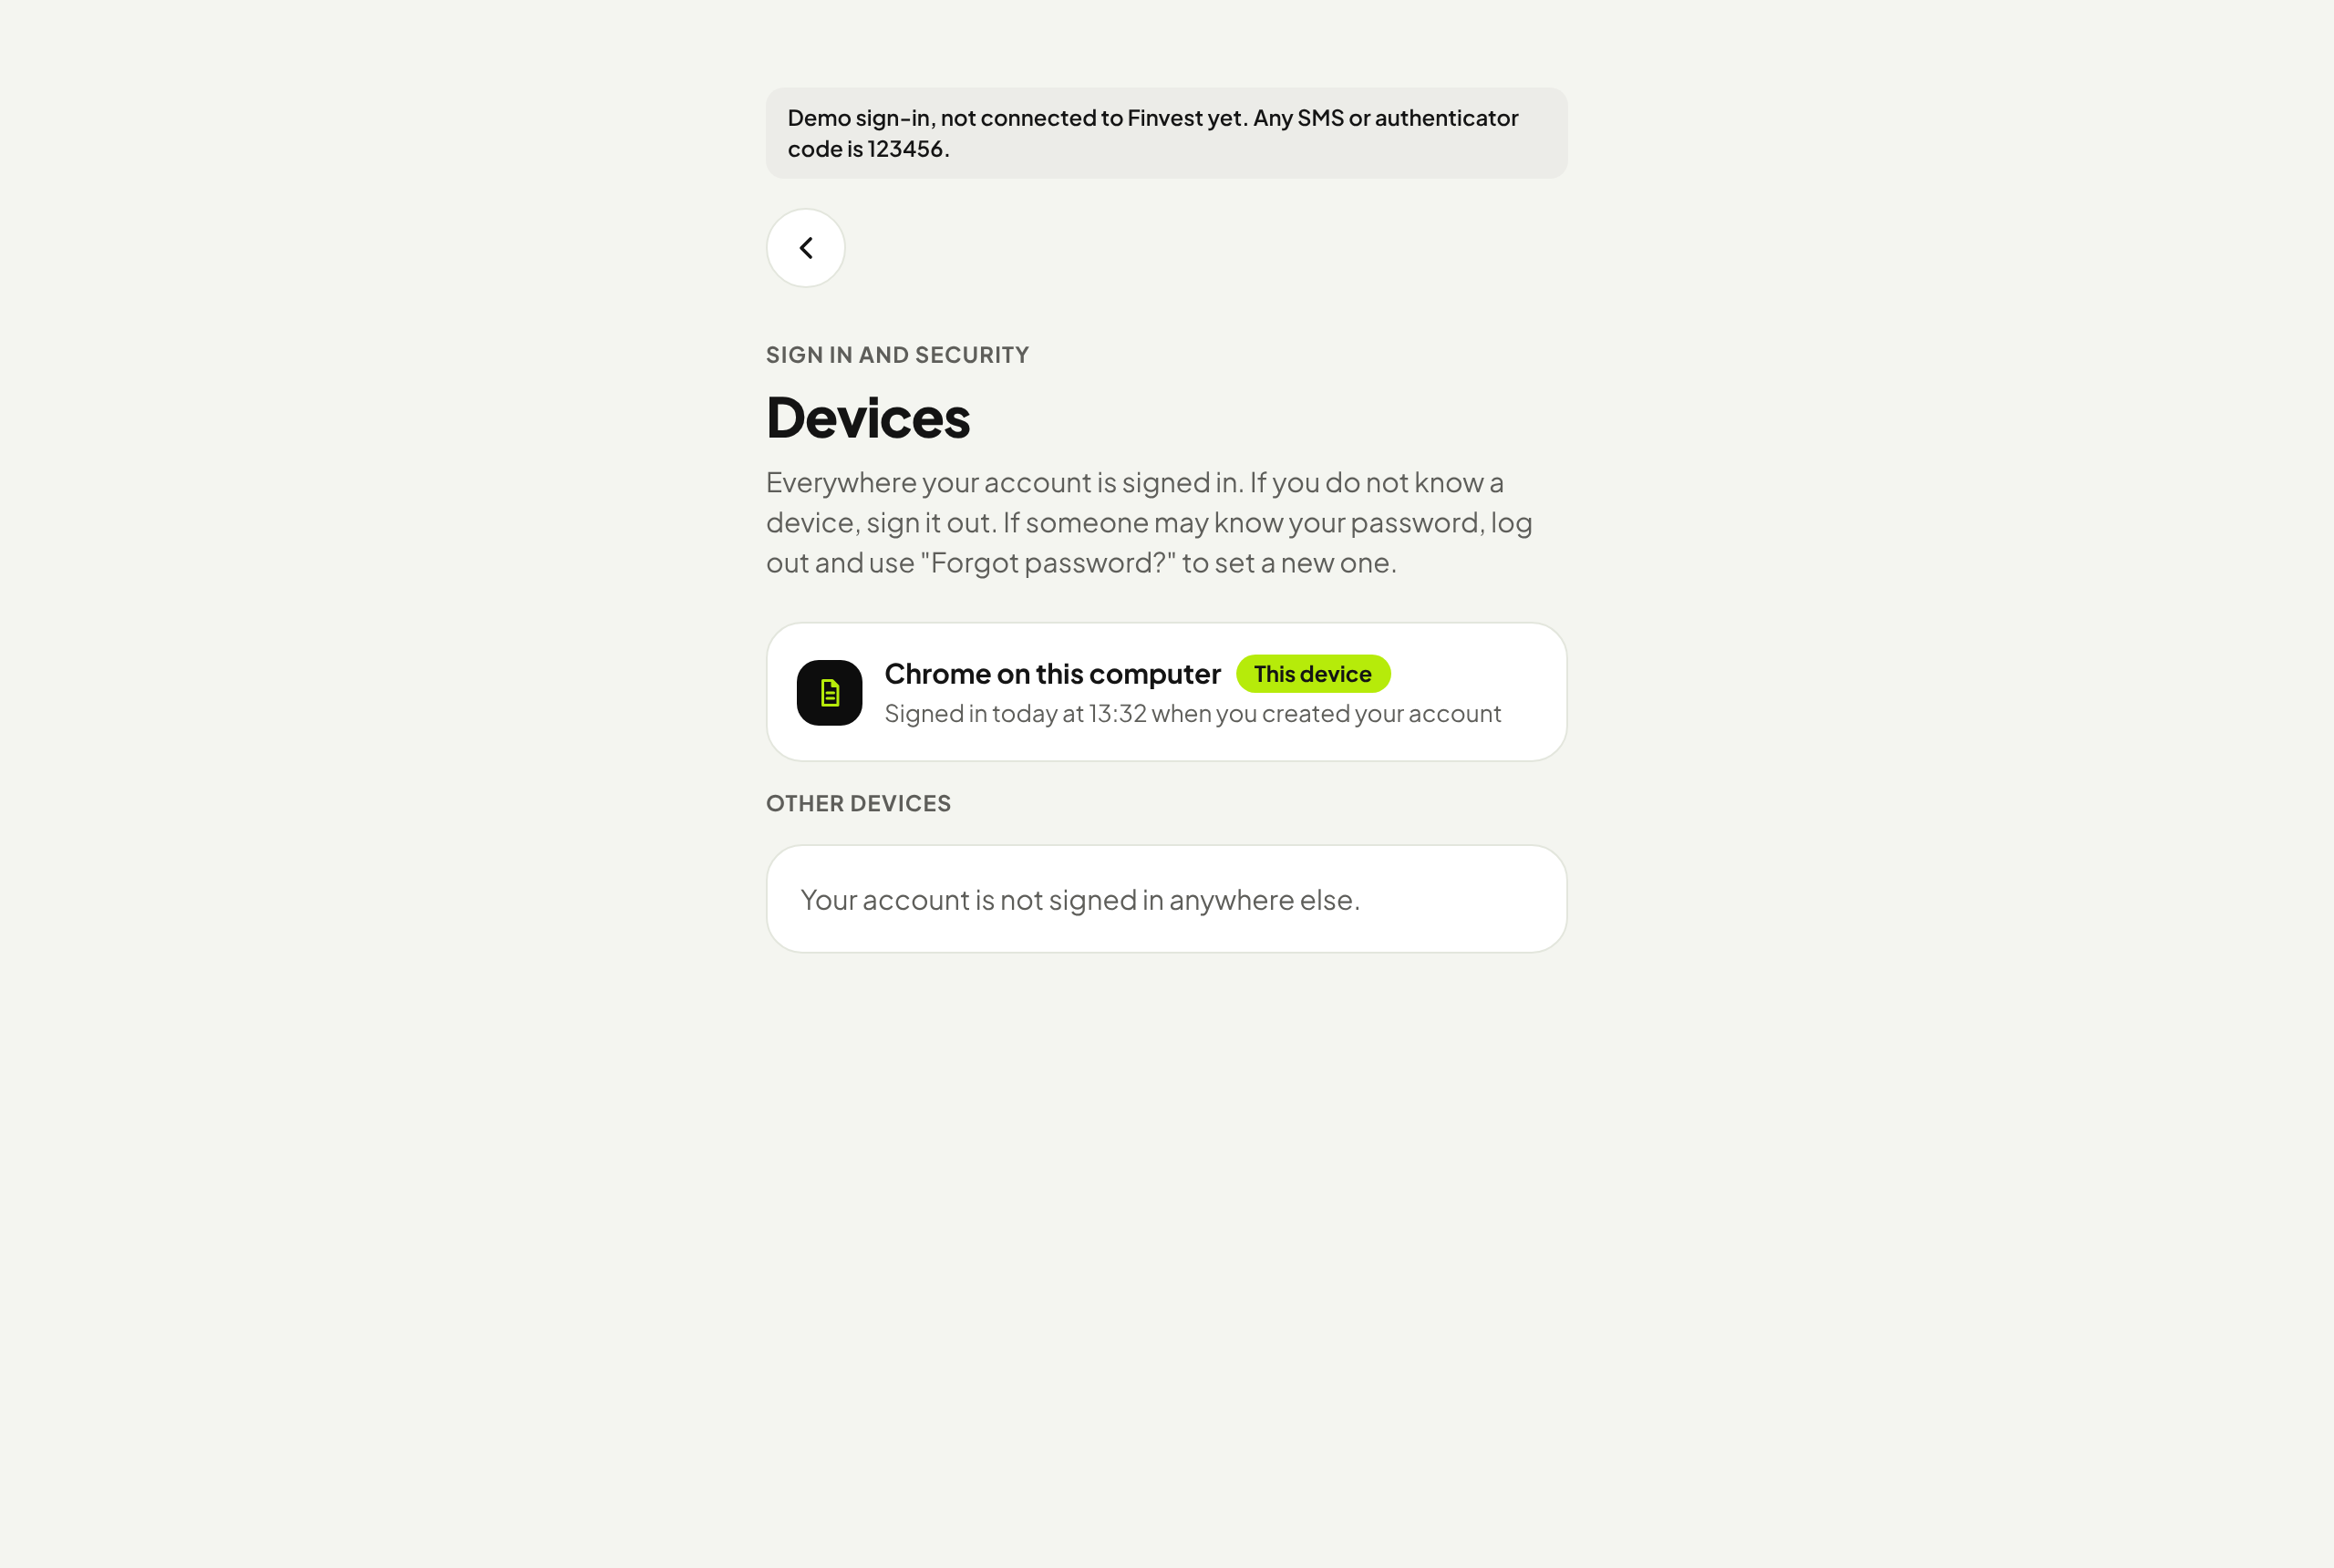 Demo sign-in, not connected to Finvest yet. Any SMS or authenticator
code is 123456.
SIGN IN AND SECURITY
Devices
Everywhere your account is signed in. If you do not know a
device, sign it out. If someone may know your password, log
out and use "Forgot password?" to set a new one.
Chrome on this computer This device
Signed in today at 13:32 when you created your account
OTHER DEVICES
Your account is not signed in anywhere else.